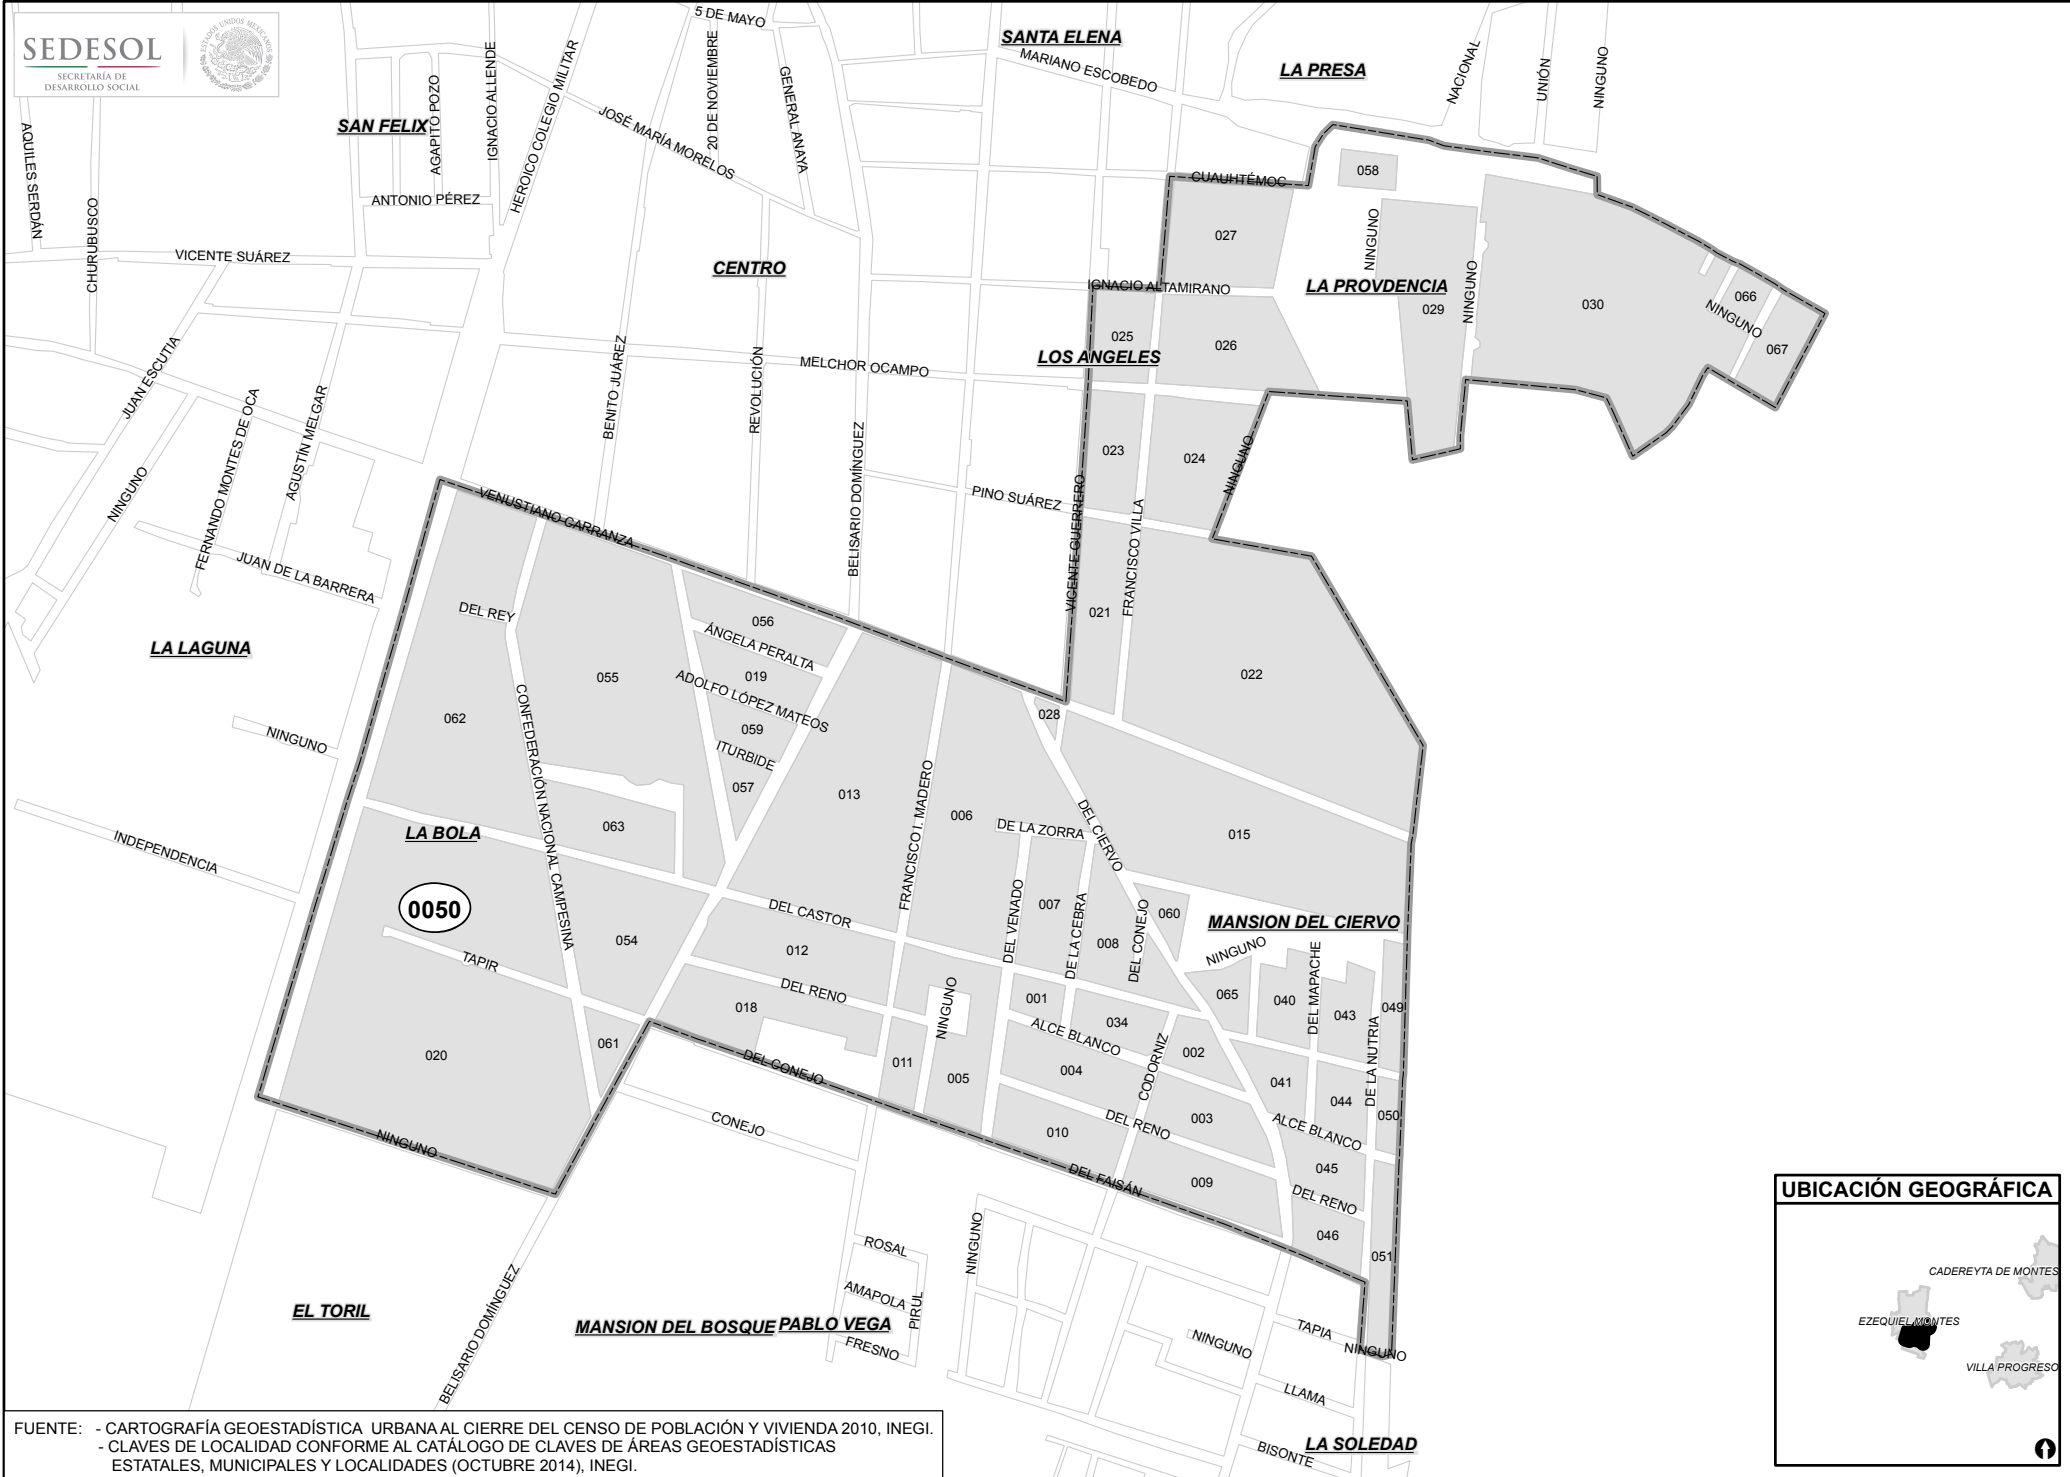 SEDESOL
SECRETARÍA DE
DESARROLLO SOCIAL
ESTADOS UNIDOS MEXICANOS
5 DE MAYO
SANTA ELENA
MARIANO ESCOBEDO
LA PRESA
NACIONAL
UNIÓN
NINGUNO
AQUILES SERDÁN
CHURUBUSCO
SAN FELIX
AGAPITO POZO
IGNACIO ALLENDE
HEROICO COLEGIO MILITAR
JOSÉ MARÍA MORELOS
20 DE NOVIEMBRE
GENERAL ANAYA
ANTONIO PÉREZ
CUAUHTÉMOC
058
027
NINGUNO
VICENTE SUÁREZ
CENTRO
IGNACIO ALTAMIRANO
LA PROVDENCIA
029
NINGUNO
030
066
NINGUNO
067
025
026
LOS ANGELES
JUAN ESCUTIA
BENITO JUÁREZ
REVOLUCIÓN
MELCHOR OCAMPO
NINGUNO
FERNANDO MONTES DE OCA
AGUSTÍN MELGAR
BELISARIO DOMÍNGUEZ
023
024
NINGUNO
PINO SUÁREZ
VENUSTIANO CARRANZA
VICENTE GUERRERO
FRANCISCO VILLA
JUAN DE LA BARRERA
DEL REY
056
021
ÁNGELA PERALTA
LA LAGUNA
055
019
022
ADOLFO LÓPEZ MATEOS
062
CONFEDERACIÓN NACIONAL CAMPESINA
059
028
NINGUNO
ITURBIDE
057
013
FRANCISCO I. MADERO
006
DEL CIERVO
DE LA ZORRA
015
INDEPENDENCIA
LA BOLA
063
0050
DEL CASTOR
DEL VENADO
007
DE LA CEBRA
008
DEL CONEJO
060
MANSION DEL CIERVO
054
012
NINGUNO
TAPIR
DEL RENO
018
NINGUNO
001
034
065
040
DEL MAPACHE
043
049
ALCE BLANCO
CODORNIZ
002
DE LA NUTRIA
020
061
DEL CONEJO
011
005
004
041
044
050
CONEJO
DEL RENO
003
ALCE BLANCO
NINGUNO
010
DEL FAISÁN
009
045
DEL RENO
046
051
UBICACIÓN GEOGRÁFICA
CADEREYTA DE MONTES
EZEQUIEL MONTES
VILLA PROGRESO
ROSAL
NINGUNO
AMAPOLA
PIRUL
FRESNO
EL TORIL
BELISARIO DOMÍNGUEZ
MANSION DEL BOSQUE
PABLO VEGA
NINGUNO
TAPIA
NINGUNO
LLAMA
BISONTE
LA SOLEDAD
FUENTE: - CARTOGRAFÍA GEOESTADÍSTICA URBANA AL CIERRE DEL CENSO DE POBLACIÓN Y VIVIENDA 2010, INEGI.
- CLAVES DE LOCALIDAD CONFORME AL CATÁLOGO DE CLAVES DE ÁREAS GEOESTADÍSTICAS
ESTATALES, MUNICIPALES Y LOCALIDADES (OCTUBRE 2014), INEGI.